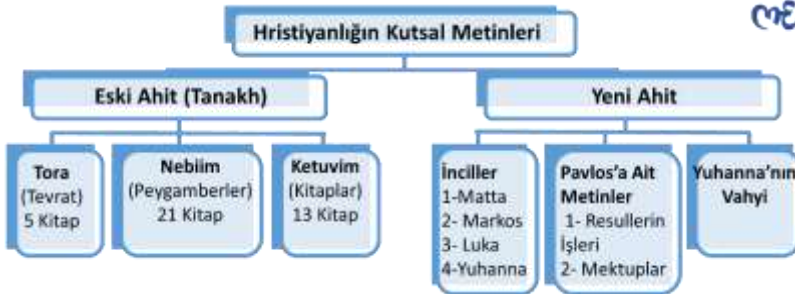 Hristiyanlığın Kutsal Metinleri
Eski Ahit (Tanakh)
Yeni Ahit
Tora
(Tevrat)
5 Kitap
Nebiim
(Peygamberler)
21 Kitap
Ketuvim
(Kitaplar)
13 Kitap
İnciller
1-Matta
2- Markos
3- Luka
4-Yuhanna
Pavlos’a Ait
Metinler
1- Resullerin
İşleri
2- Mektuplar
Yuhanna’nın
Vahyi